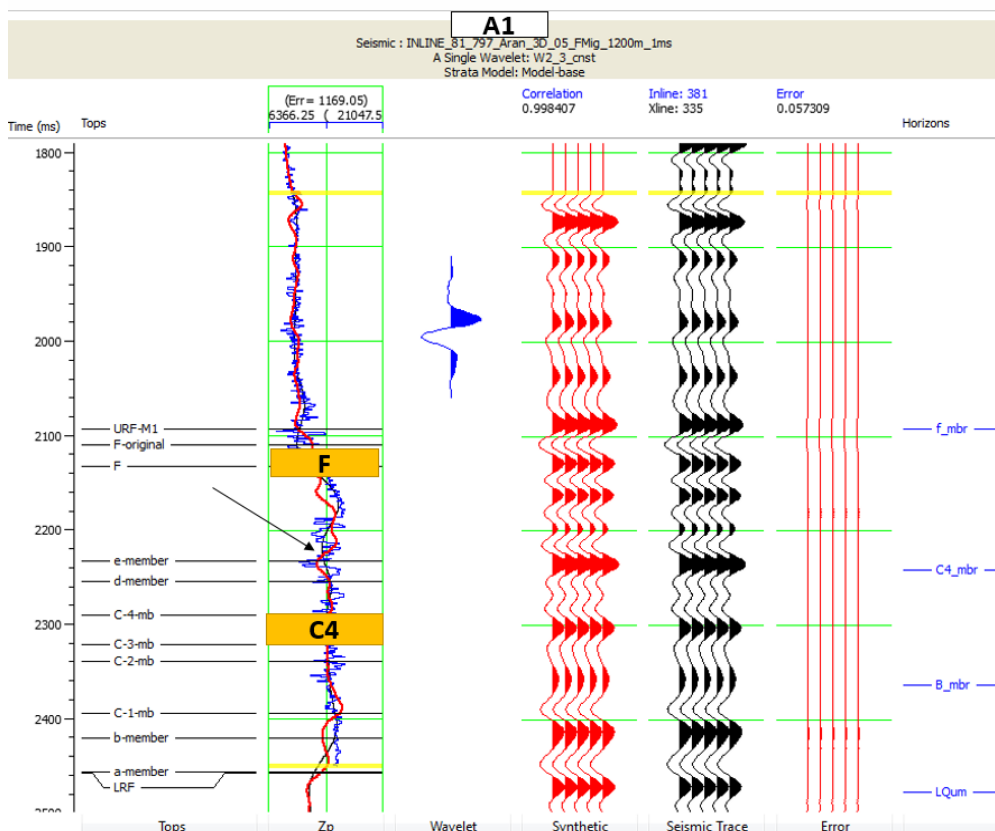 A1
Seismic : INLINE_81_797_Aran_3D_05_FMig_1200m_1ms
A Single Wavelet: W2_3_cnst
Strata Model: Model-base
(Err= 1169.05)
6366.25 ( 21047.5
Correlation
0.998407
Inline: 381
Xline: 335
Error
0.057309
Time (ms)
Tops
Horizons
1800
1900
2000
2100
2200
2300
2400
URF-M1
F-original
F
e-member
d-member
C-4-mb
C-3-mb
C-2-mb
C-1-mb
b-member
a-member
LRF
F
C4
f_mbr
C4_mbr
B_mbr
LQum
Tops
Zp
Wavelet
Synthetic
Seismic Trace
Error